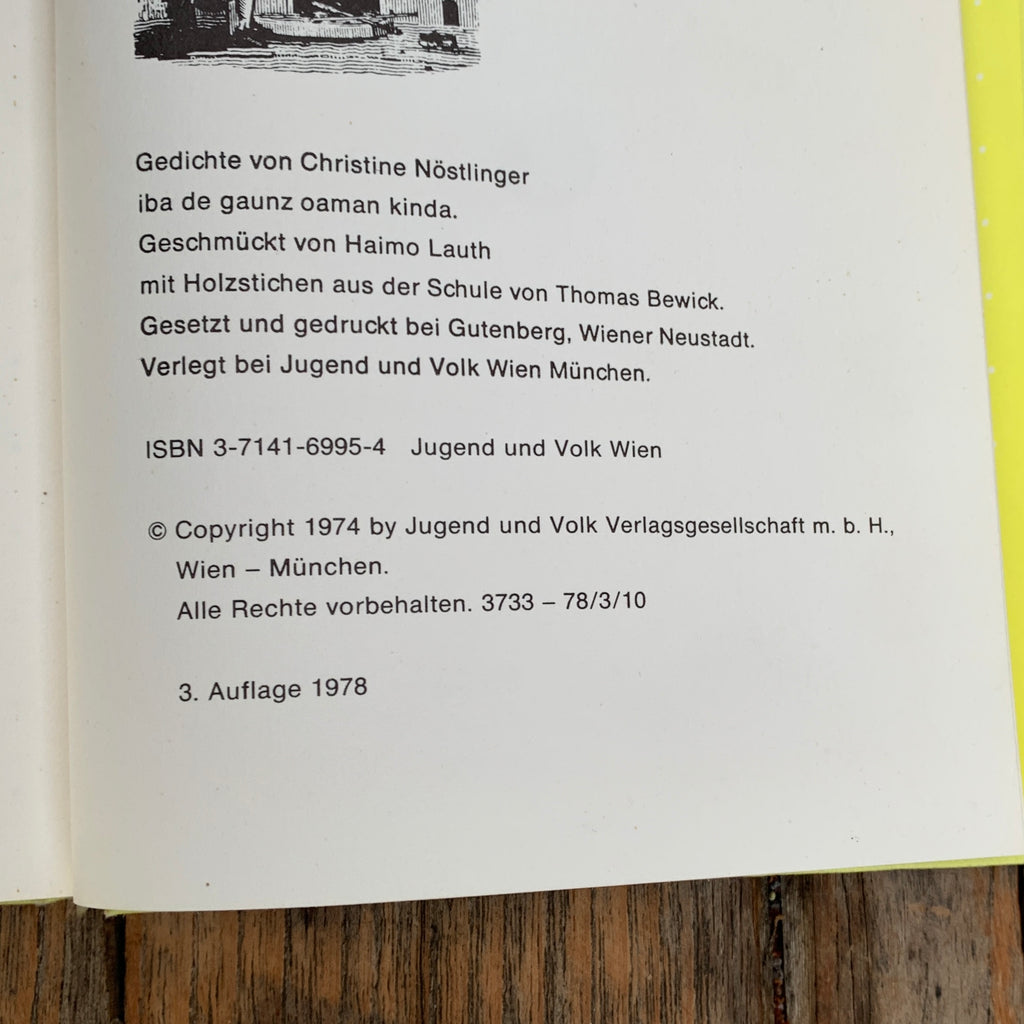 Gedichte von Christine Nöstlinger
iba de gaunz oaman kinda.
Geschmückt von Haimo Lauth
mit Holzstichen aus der Schule von Thomas Bewick.
Gesetzt und gedruckt bei Gutenberg, Wiener Neustadt.
Verlegt bei Jugend und Volk Wien München.
ISBN 3-7141-6995-4 Jugend und Volk Wien
© Copyright 1974 by Jugend und Volk Verlagsgesellschaft m. b. H.,
Wien – München.
Alle Rechte vorbehalten. 3733 – 78/3/10
3. Auflage 1978